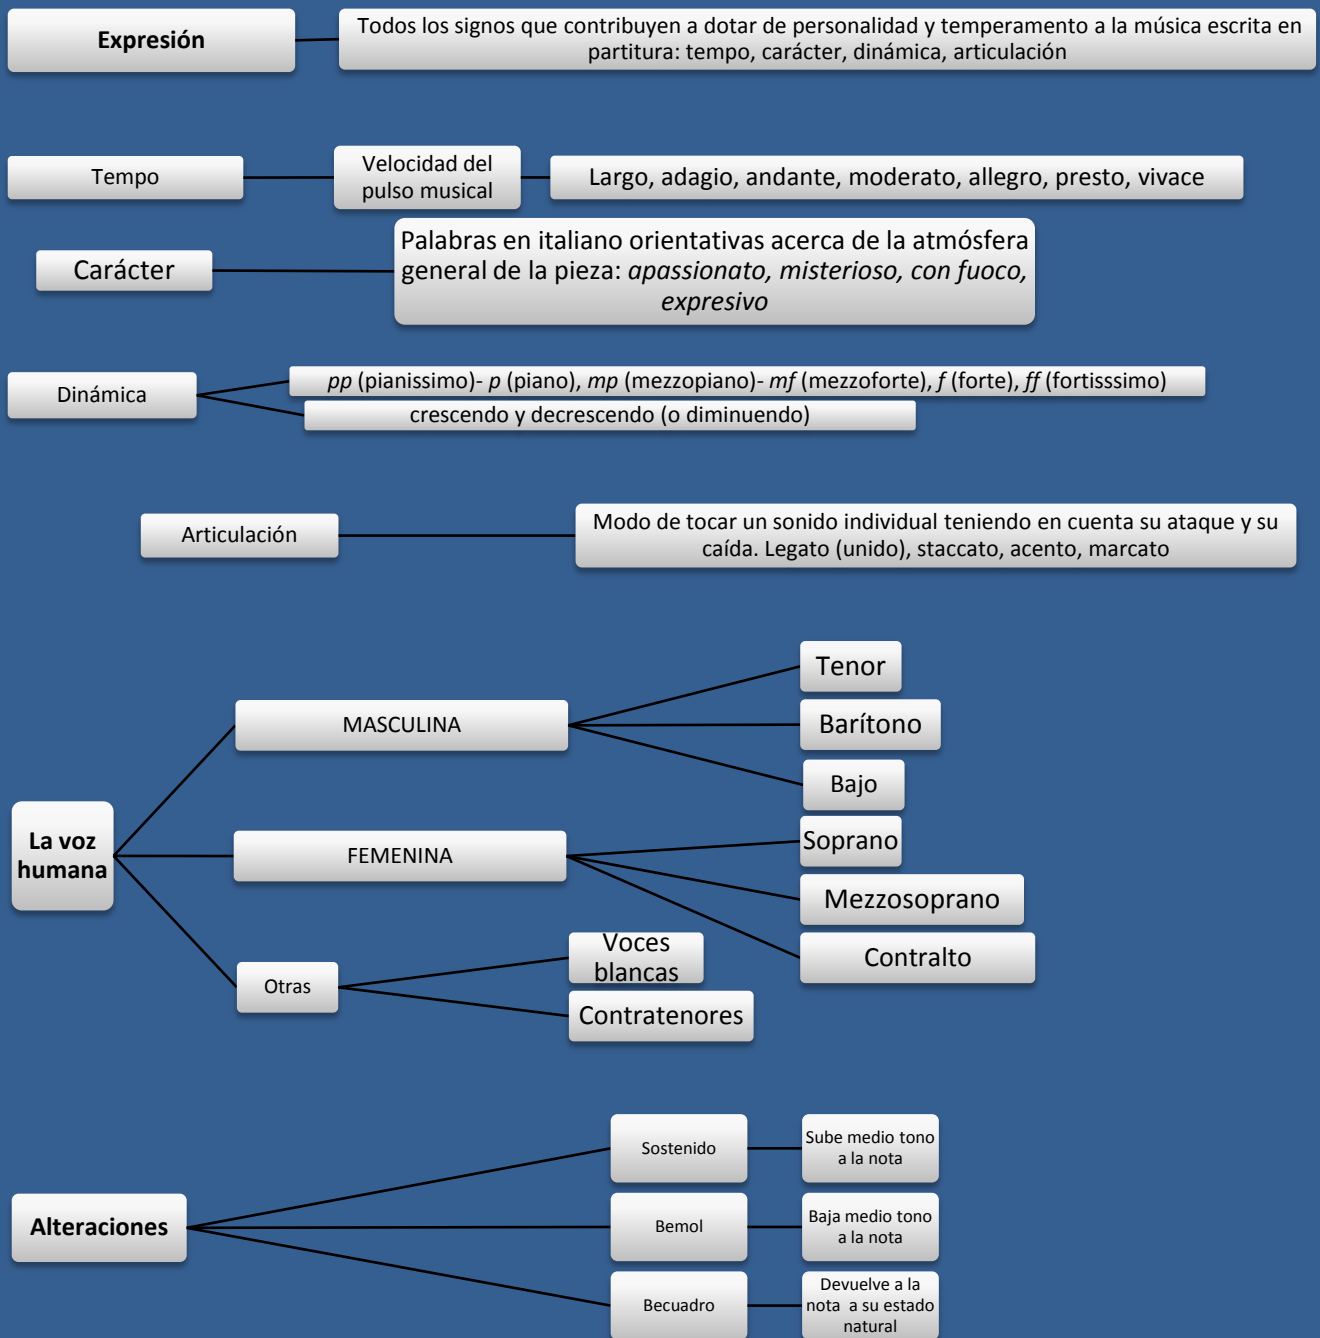 Expresión
Todos los signos que contribuyen a dotar de personalidad y temperamento a la música escrita en
partitura: tempo, carácter, dinámica, articulación
Tempo
Velocidad del
pulso musical
Largo, adagio, andante, moderato, allegro, presto, vivace
Carácter
Palabras en italiano orientativas acerca de la atmósfera
general de la pieza: apassionato, misterioso, con fuoco,
expresivo
Dinámica
pp (pianissimo)- p (piano), mp (mezzopiano)- mf (mezzoforte), f (forte), ff (fortisssimo)
crescendo y decrescendo (o diminuendo)
Articulación
Modo de tocar un sonido individual teniendo en cuenta su ataque y su
caída. Legato (unido), staccato, acento, marcato
La voz
humana
MASCULINA
Tenor
Barítono
Bajo
FEMENINA
Soprano
Mezzosoprano
Contralto
Otras
Voces
blancas
Contratenores
Alteraciones
Sostenido
Sube medio tono
a la nota
Bemol
Baja medio tono
a la nota
Becuadro
Devuelve a la
nota a su estado
natural